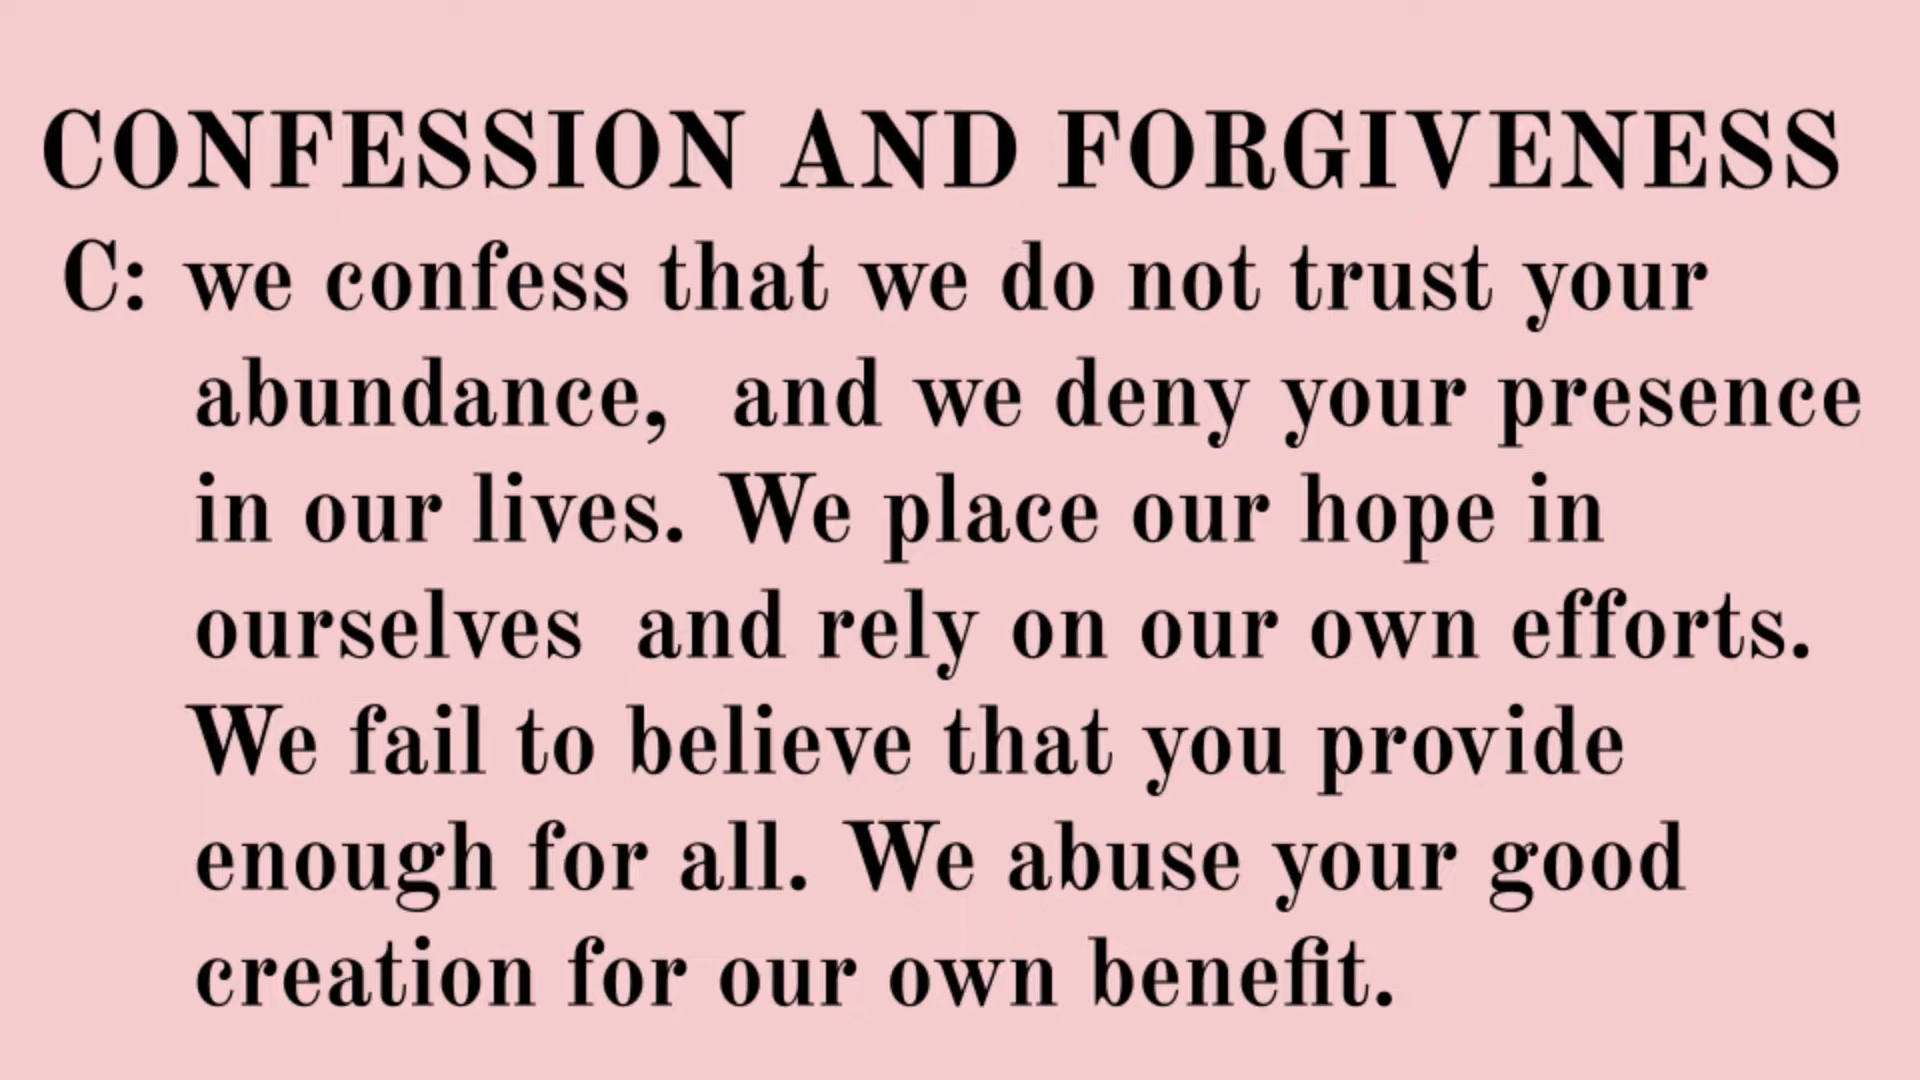 CONFESSION AND FORGIVENESS
C: we confess that we do not trust your
abundance,  and we deny your presence
in our lives. We place our hope in
ourselves  and rely on our own efforts.
We fail to believe that you provide
enough for all. We abuse your good
creation for our own benefit.